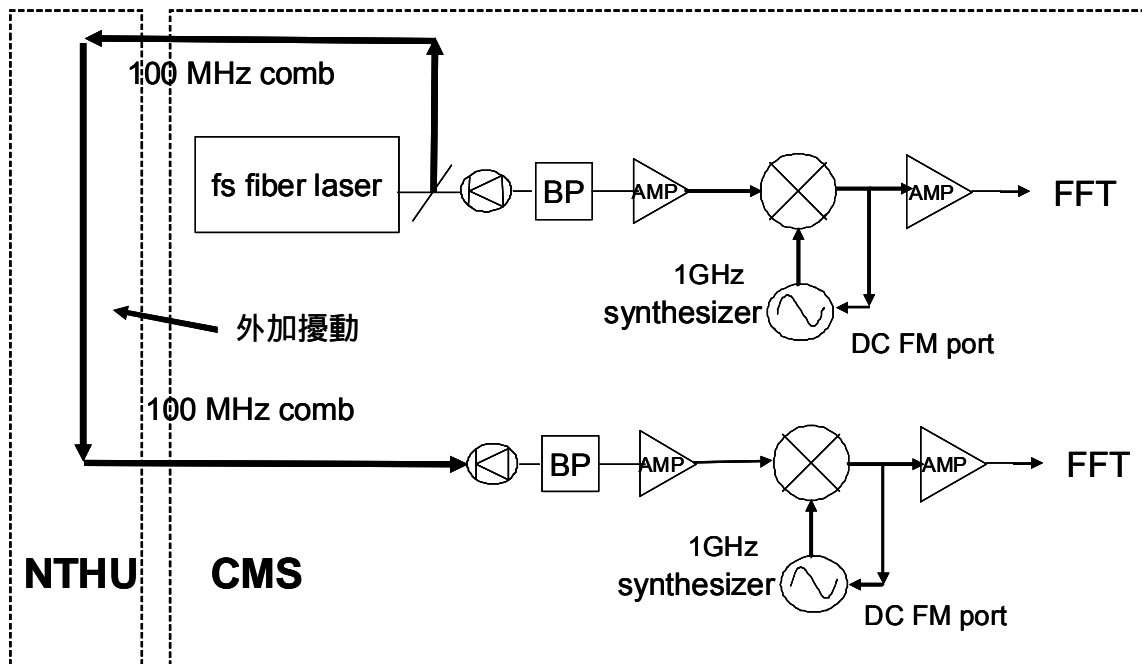 100 MHz comb
fs fiber laser
BP
AMP
AMP
FFT
1GHz
synthesizer
DC FM port
外加擾動
100 MHz comb
BP
AMP
AMP
FFT
1GHz
synthesizer
DC FM port
NTHU
CMS